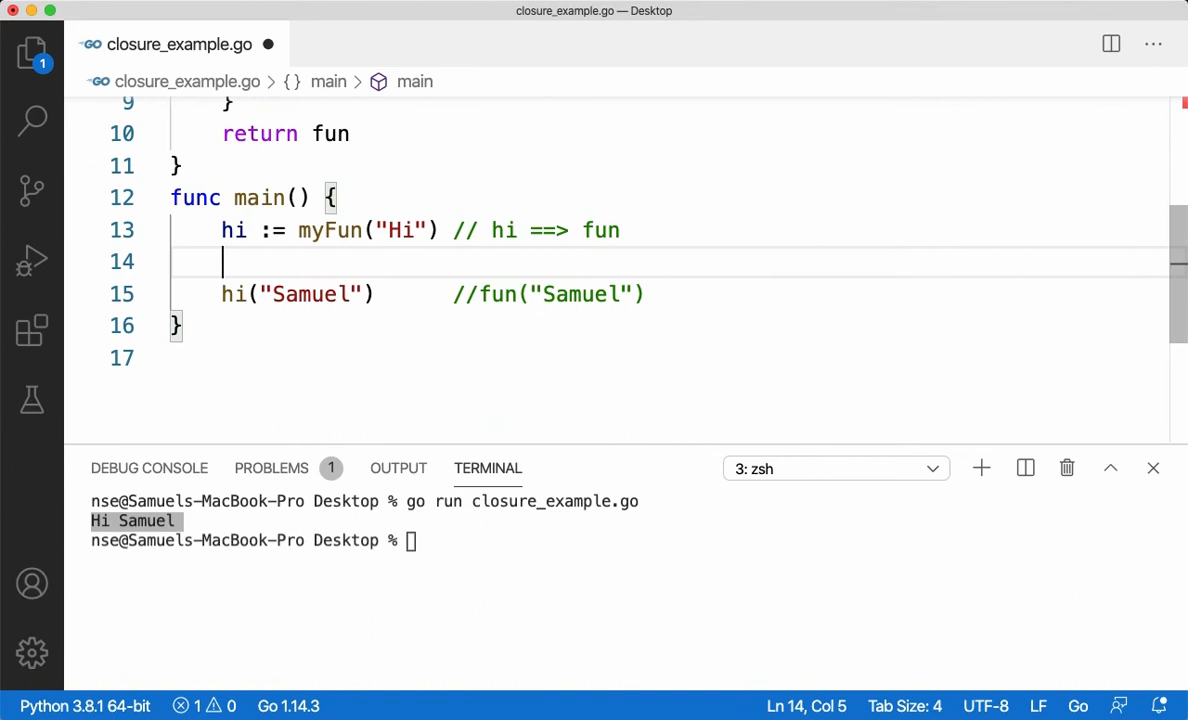 closure_example.go — Desktop
GO closure_example.go
1
GO closure_example.go > {} main > main
9 }
10 return fun
11 }
12 func main() {
13 hi := myFun("Hi") // hi ==> fun
14
15 hi("Samuel") //fun("Samuel")
16 }
17
DEBUG CONSOLE PROBLEMS 1 OUTPUT TERMINAL 3: zsh
nse@Samuels-MacBook-Pro Desktop % go run closure_example.go
Hi Samuel
nse@Samuels-MacBook-Pro Desktop %
Python 3.8.1 64-bit 1 0 Go 1.14.3 Ln 14, Col 5 Tab Size: 4 UTF-8 LF Go